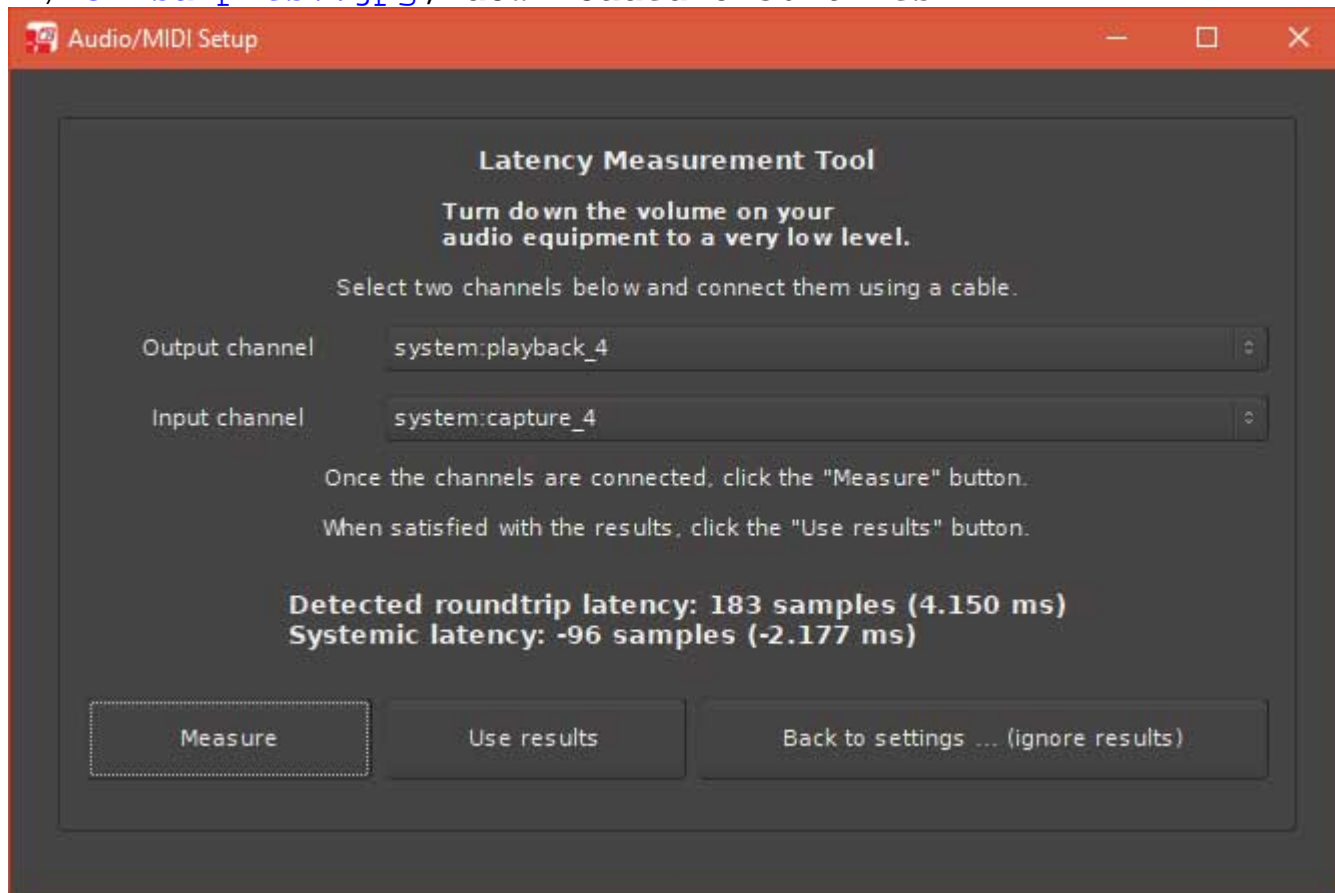 Audio/MIDI Setup
Latency Measurement Tool
Turn down the volume on your
audio equipment to a very low level.
Select two channels below and connect them using a cable.
Output channel system:playback_4
Input channel system:capture_4
Once the channels are connected, click the "Measure" button.
When satisfied with the results, click the "Use results" button.
Detected roundtrip latency: 183 samples (4.150 ms)
Systemic latency: -96 samples (-2.177 ms)
Measure Use results Back to settings ... (ignore results)